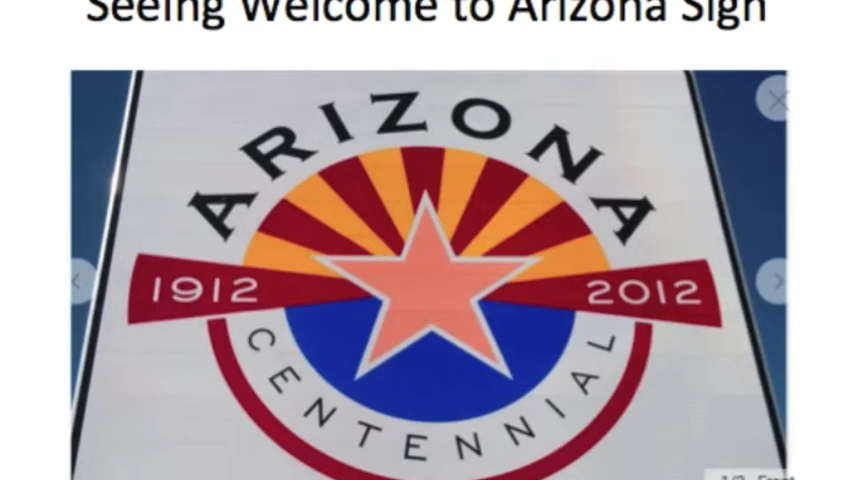 Seeing Welcome to Arizona Sign
ARIZONA
1912 2012
CENTENNIAL